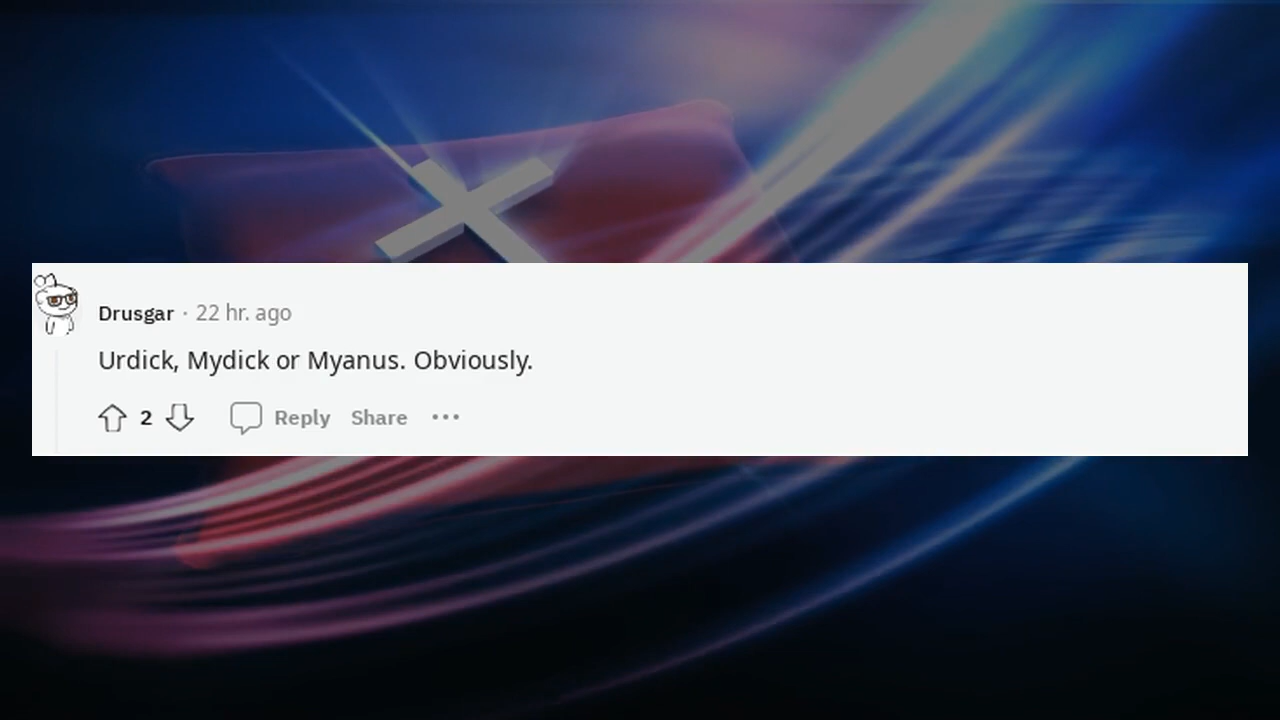 Drusgar · 22 hr. ago
Urdick, Mydick or Myanus. Obviously.
2 Reply Share ···